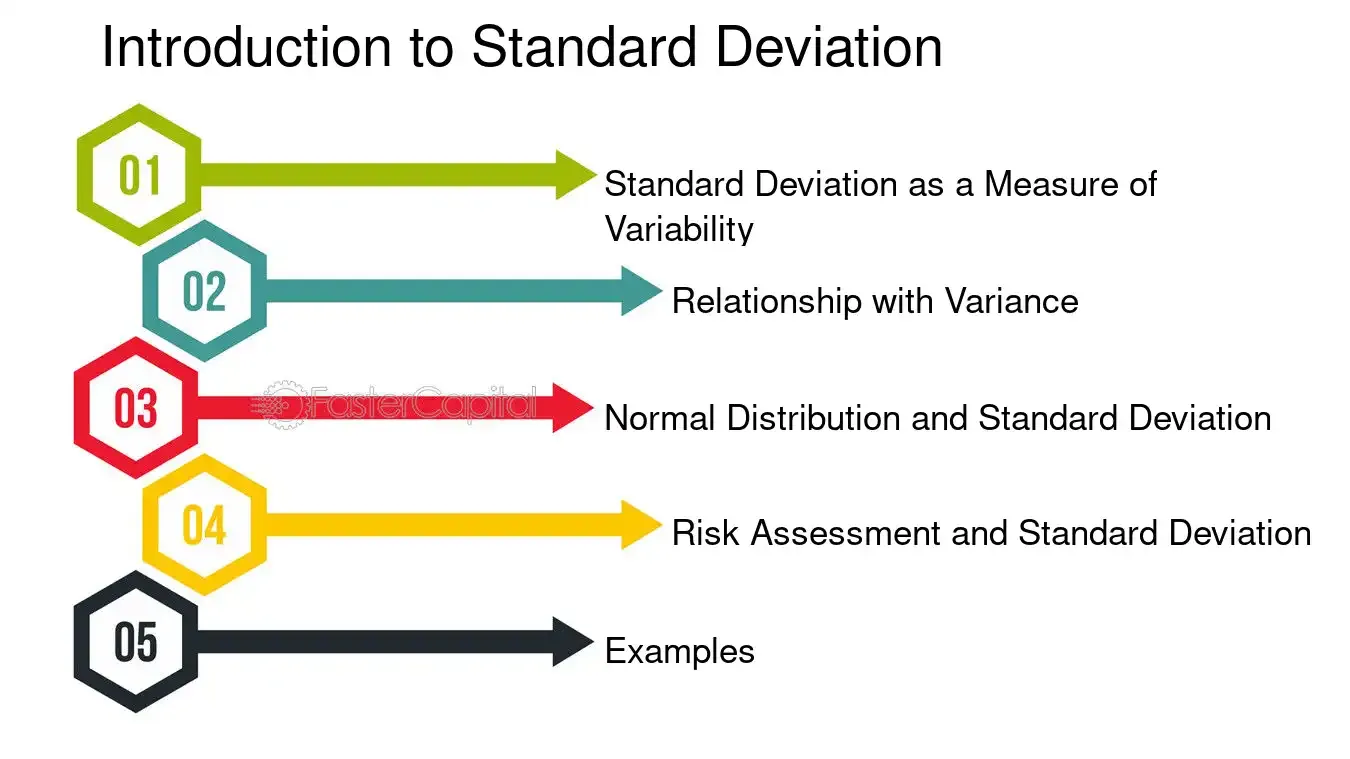 Introduction to Standard Deviation
01
Standard Deviation as a Measure of
Variability
02
Relationship with Variance
03
FasterCapital
Normal Distribution and Standard Deviation
04
Risk Assessment and Standard Deviation
05
Examples